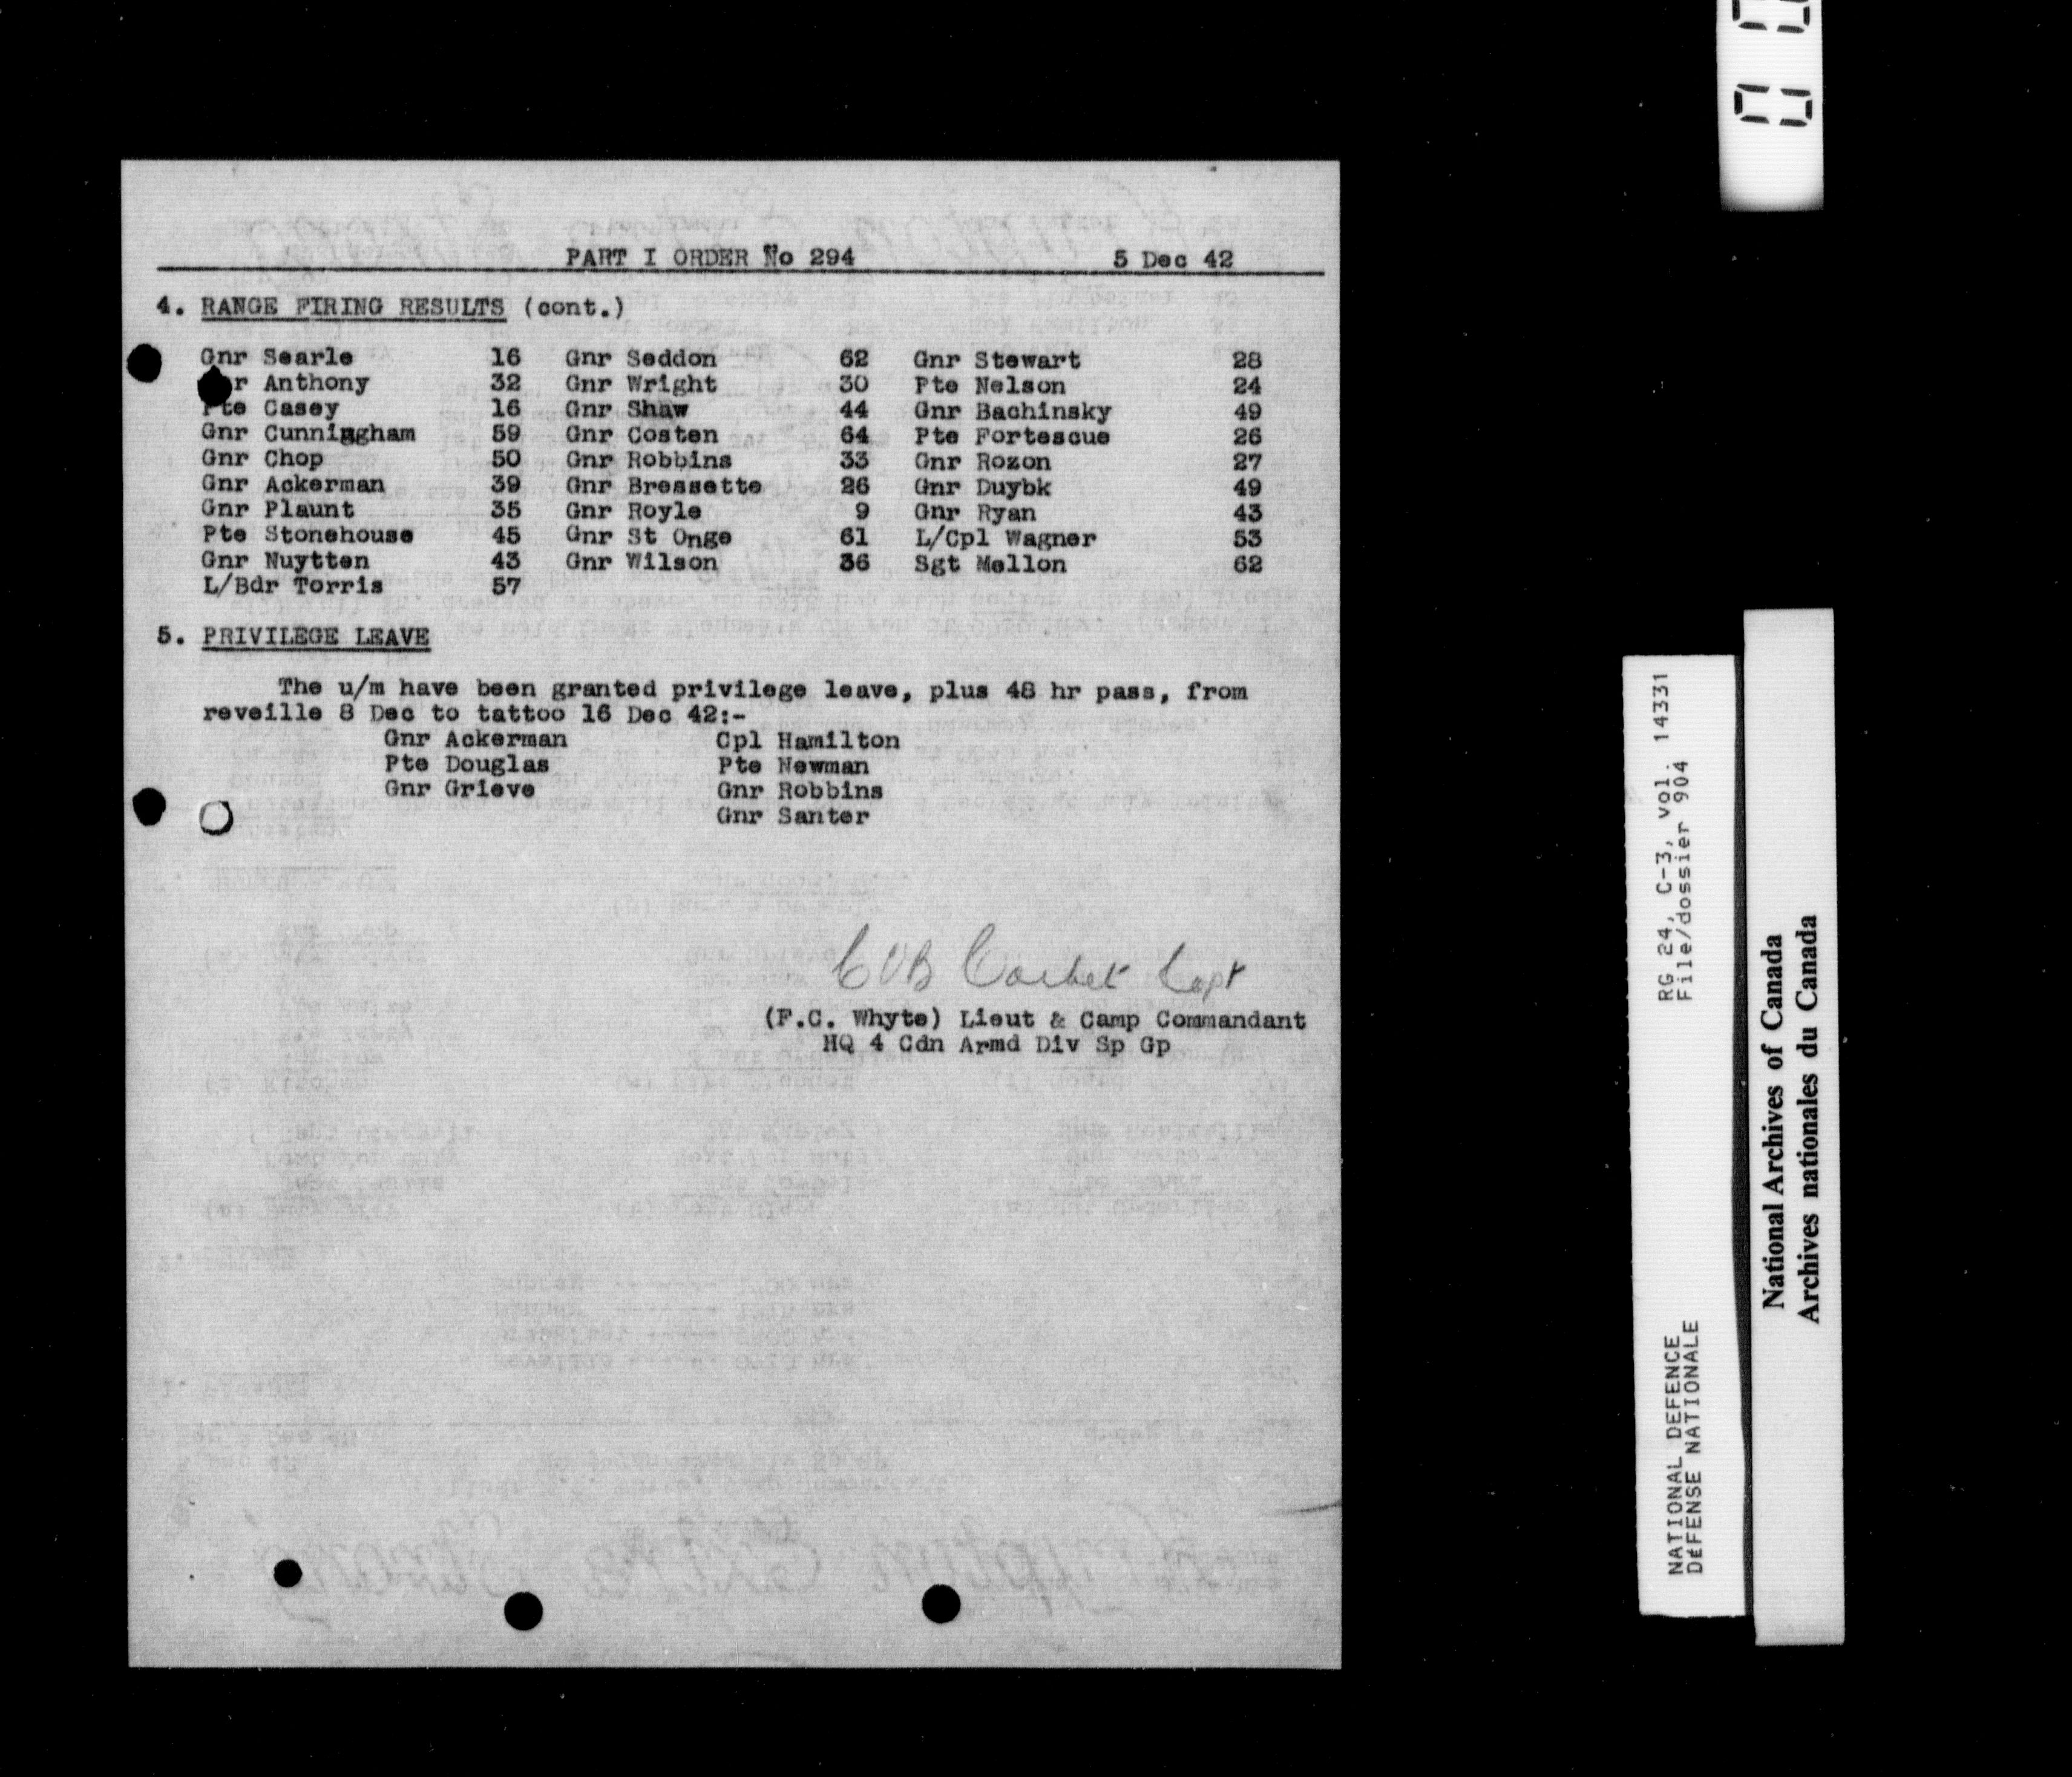 PART I ORDER No 294 5 Dec 42
4. RANGE FIRING RESULTS (cont.)
Gnr Searle 16 Gnr Seddon 62 Gnr Stewart 28
r Anthony 32 Gnr Wright 30 Pte Nelson 24
Pte Casey 16 Gnr Shaw 44 Gnr Bachinsky 49
Gnr Cunningham 59 Gnr Costen 64 Pte Fortescue 26
Gnr Chop 50 Gnr Robbins 33 Gnr Rozon 27
Gnr Ackerman 39 Gnr Bressette 26 Gnr Duybk 49
Gnr Plaunt 35 Gnr Royle 9 Gnr Ryan 43
Pte Stonehouse 45 Gnr St Onge 61 L/Cpl Wagner 53
Gnr Nuytten 43 Gnr Wilson 36 Sgt Mellon 62
L/Bdr Torris 57
5. PRIVILEGE LEAVE
The u/m have been granted privilege leave, plus 48 hr pass, from
reveille 8 Dec to tattoo 16 Dec 42:-
Gnr Ackerman Cpl Hamilton
Pte Douglas Pte Newman
Gnr Grieve Gnr Robbins
Gnr Santer
Capt
(F.C. Whyte) Lieut & Camp Commandant
HQ 4 Cdn Armd Div Sp Gp
RG 24, C-3, vol. 14331
File/dossier 904
NATIONAL DEFENCE
DÉFENSE NATIONALE
National Archives of Canada
Archives nationales du Canada